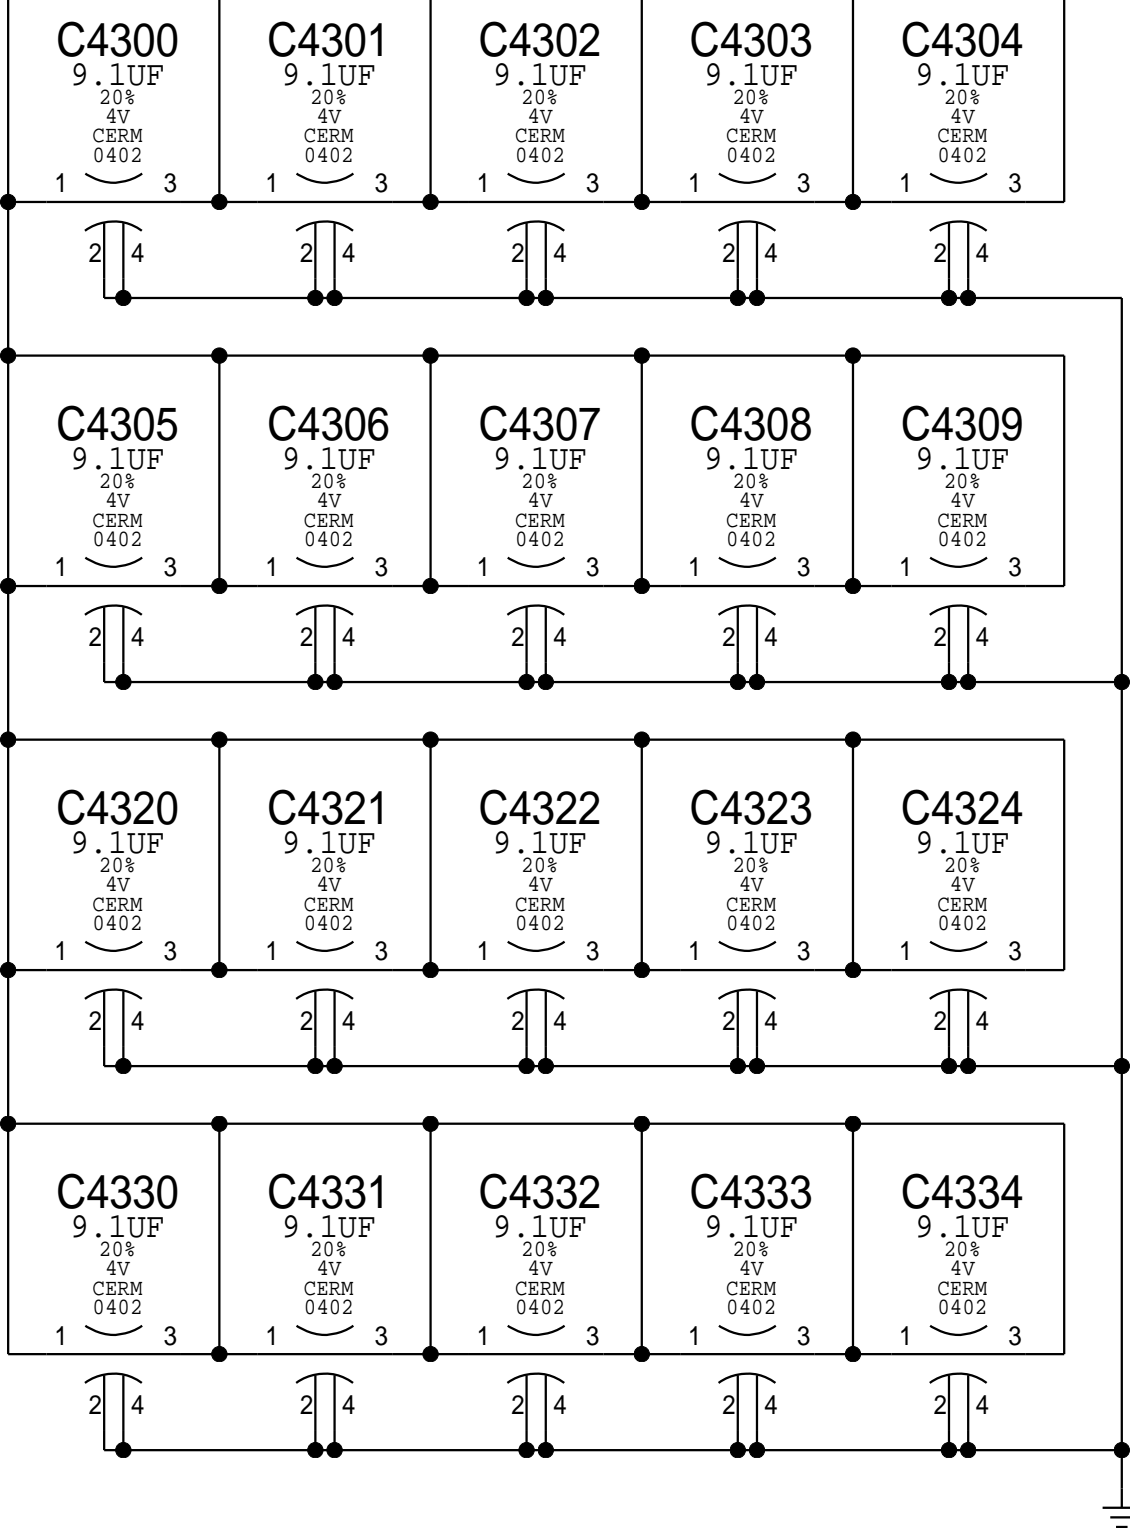 C4300 C4301 C4302 C4303 C4304
9.1UF 9.1UF 9.1UF 9.1UF 9.1UF
20% 20% 20% 20% 20%
4V 4V 4V 4V 4V
CERM CERM CERM CERM CERM
0402 0402 0402 0402 0402
1 3 1 3 1 3 1 3 1 3
2 4 2 4 2 4 2 4 2 4
C4305 C4306 C4307 C4308 C4309
9.1UF 9.1UF 9.1UF 9.1UF 9.1UF
20% 20% 20% 20% 20%
4V 4V 4V 4V 4V
CERM CERM CERM CERM CERM
0402 0402 0402 0402 0402
1 3 1 3 1 3 1 3 1 3
2 4 2 4 2 4 2 4 2 4
C4320 C4321 C4322 C4323 C4324
9.1UF 9.1UF 9.1UF 9.1UF 9.1UF
20% 20% 20% 20% 20%
4V 4V 4V 4V 4V
CERM CERM CERM CERM CERM
0402 0402 0402 0402 0402
1 3 1 3 1 3 1 3 1 3
2 4 2 4 2 4 2 4 2 4
C4330 C4331 C4332 C4333 C4334
9.1UF 9.1UF 9.1UF 9.1UF 9.1UF
20% 20% 20% 20% 20%
4V 4V 4V 4V 4V
CERM CERM CERM CERM CERM
0402 0402 0402 0402 0402
1 3 1 3 1 3 1 3 1 3
2 4 2 4 2 4 2 4 2 4